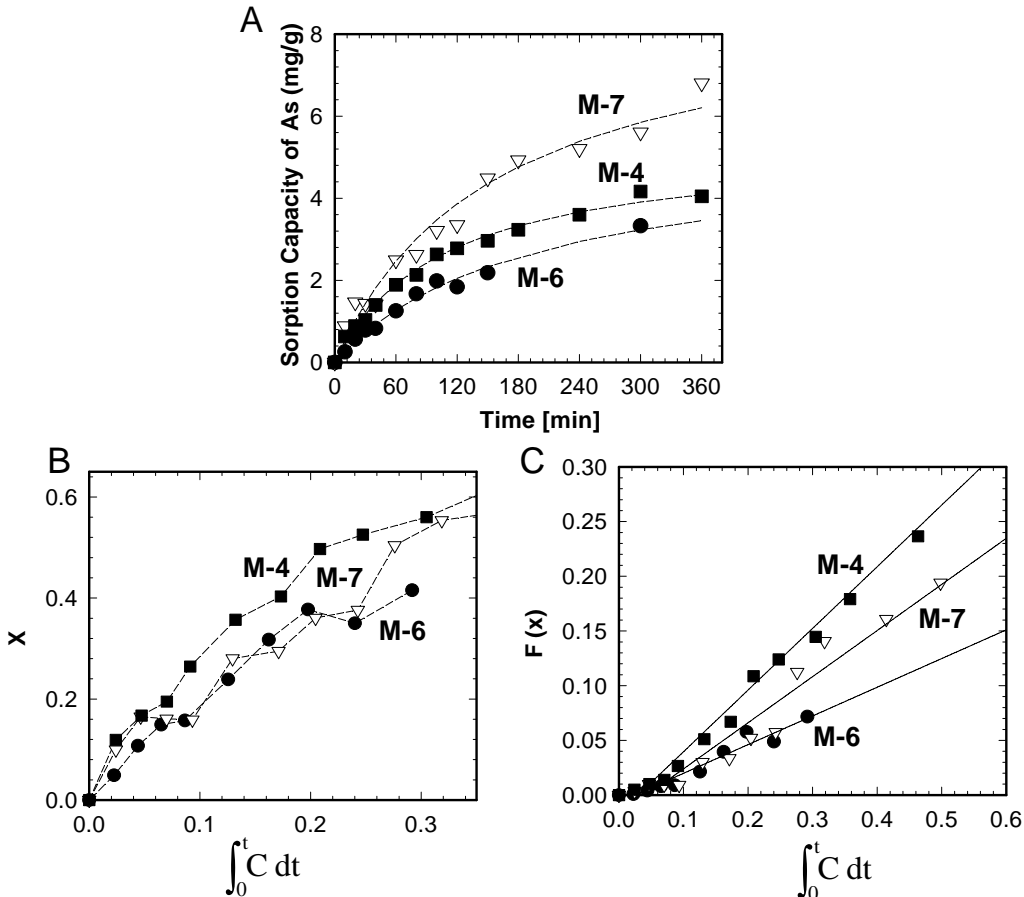 A
Sorption Capacity of As (mg/g)
8
6
4
2
0
M-7
M-4
M-6
0 60 120 180 240 300 360
Time [min]
B
X
0.6
0.4
0.2
0.0
M-4
M-7
M-6
0.0 0.1 0.2 0.3
∫₀ᵗ C dt
C
F (x)
0.30
0.25
0.20
0.15
0.10
0.05
0.00
M-4
M-7
M-6
0.0 0.1 0.2 0.3 0.4 0.5 0.6
∫₀ᵗ C dt